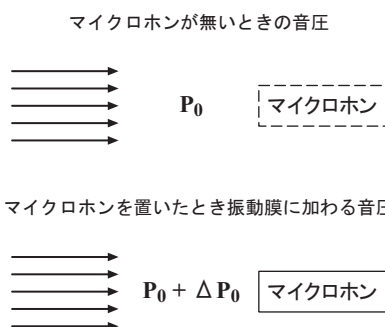 マイクロホンが無いときの音圧
P₀ マイクロホン
マイクロホンを置いたとき振動膜に加わる音圧
P₀ + Δ P₀ マイクロホン